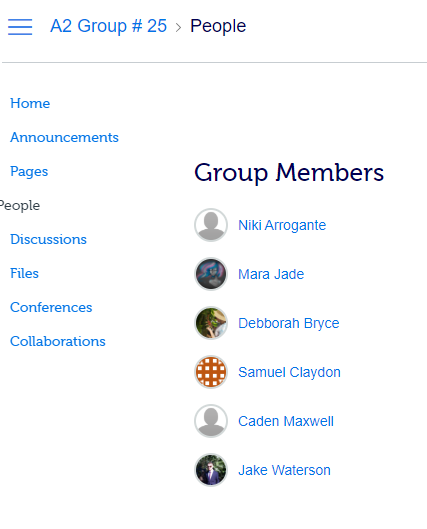 A2 Group # 25 › People
Home
Announcements
Pages
People
Discussions
Files
Conferences
Collaborations
Group Members
Niki Arrogante
Mara Jade
Debborah Bryce
Samuel Claydon
Caden Maxwell
Jake Waterson